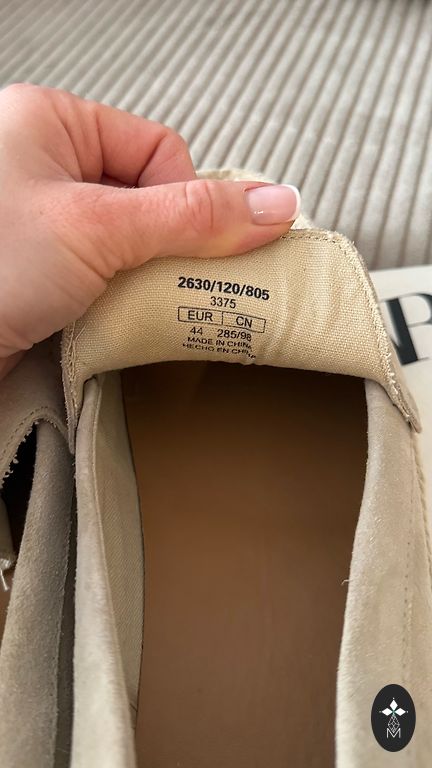 2630/120/805
3375
EUR CN
44 285/98
MADE IN CHINA
HECHO EN CHINA
M